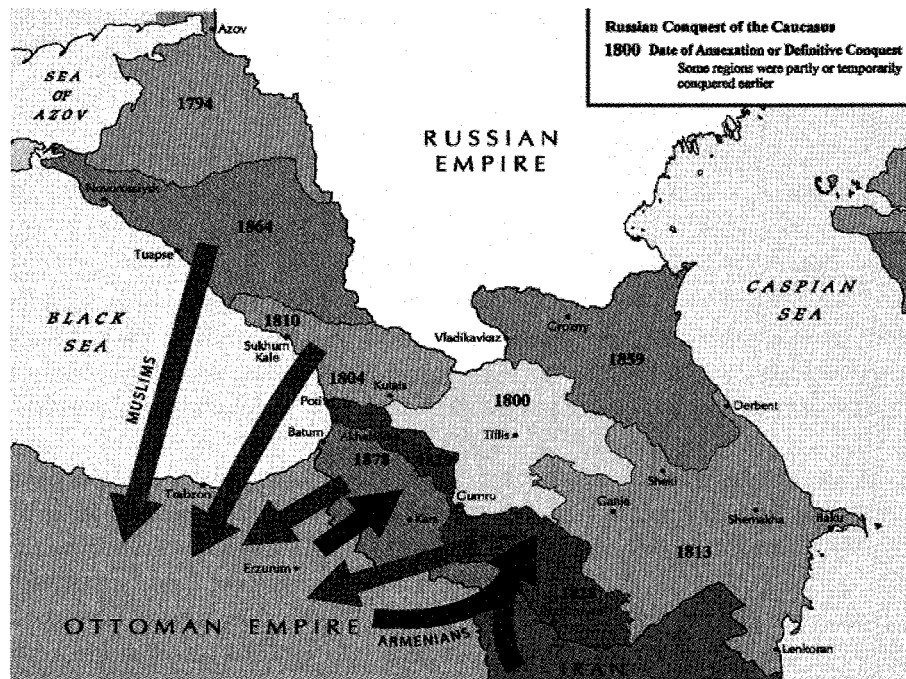 Russian Conquest of the Caucasus
1800 Date of Annexation or Definitive Conquest
Some regions were partly or temporarily
conquered earlier
Azov
SEA
OF
AZOV
1794
RUSSIAN
EMPIRE
Novorossysk
1864
Tuapse
CASPIAN
SEA
BLACK
SEA
1810
Sukhum
Kale
Vladikavkaz
Grozny
1859
MUSLIMS
1804
Kutais
1800
Poti
Derbent
Batum
Tiflis
1878
Sheki
Trabzon
Gumru
Ganja
Kars
Shemakha
Baku
Erzurum
1813
1828
OTTOMAN EMPIRE
ARMENIANS
IRAN
Lenkoran